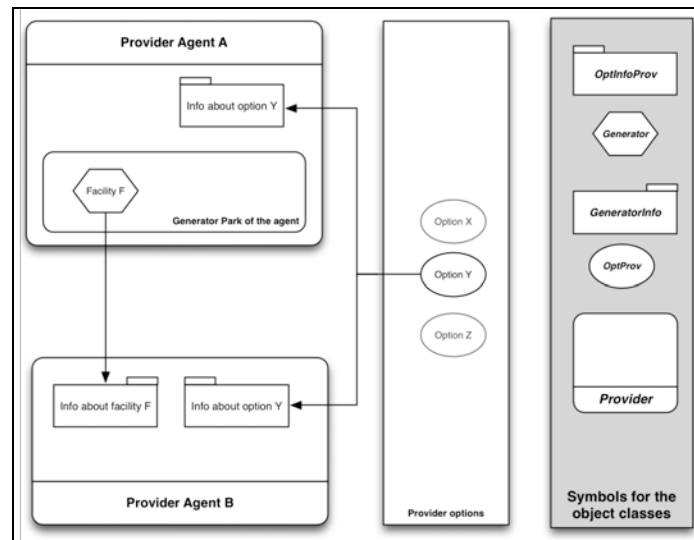 Provider Agent A
Info about option Y
Facility F
Generator Park of the agent
Info about facility F
Info about option Y
Provider Agent B
Option X
Option Y
Option Z
Provider options
OptInfoProv
Generator
GeneratorInfo
OptProv
Provider
Symbols for the
object classes